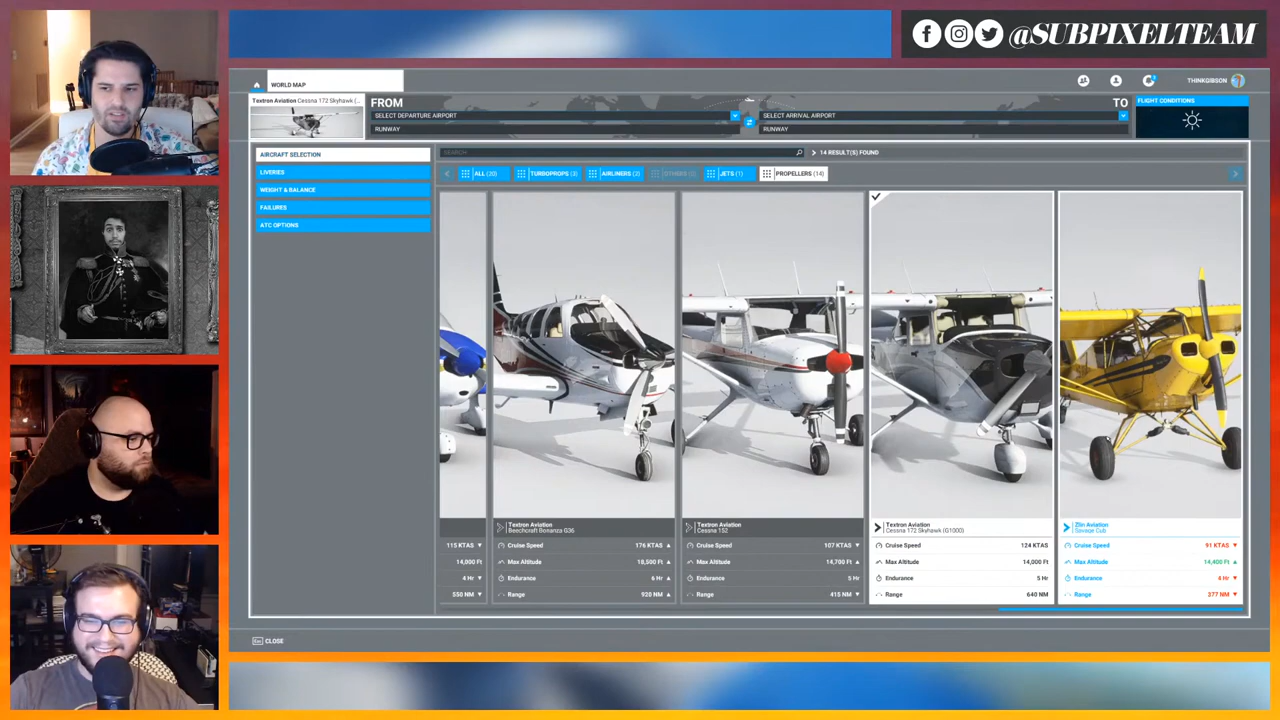 @SUBPIXELTEAM
WORLD MAP
THINKGIBSON
Textron Aviation Cessna 172 Skyhawk (...
FROM
SELECT DEPARTURE AIRPORT
RUNWAY
TO
SELECT ARRIVAL AIRPORT
RUNWAY
FLIGHT CONDITIONS
AIRCRAFT SELECTION
LIVERIES
WEIGHT & BALANCE
FAILURES
ATC OPTIONS
SEARCH
14 RESULT(S) FOUND
ALL (20)
TURBOPROPS (3)
AIRLINERS (2)
OTHERS (0)
JETS (1)
PROPELLERS (14)
115 KTAS
14,000 Ft
4 Hr
550 NM
Textron Aviation
Beechcraft Bonanza G36
Cruise Speed 176 KTAS
Max Altitude 18,500 Ft
Endurance 6 Hr
Range 920 NM
Textron Aviation
Cessna 152
Cruise Speed 107 KTAS
Max Altitude 14,700 Ft
Endurance 5 Hr
Range 415 NM
Textron Aviation
Cessna 172 Skyhawk (G1000)
Cruise Speed 124 KTAS
Max Altitude 14,000 Ft
Endurance 5 Hr
Range 640 NM
Zlin Aviation
Savage Cub
Cruise Speed 91 KTAS
Max Altitude 14,400 Ft
Endurance
Range 377 NM
Esc CLOSE